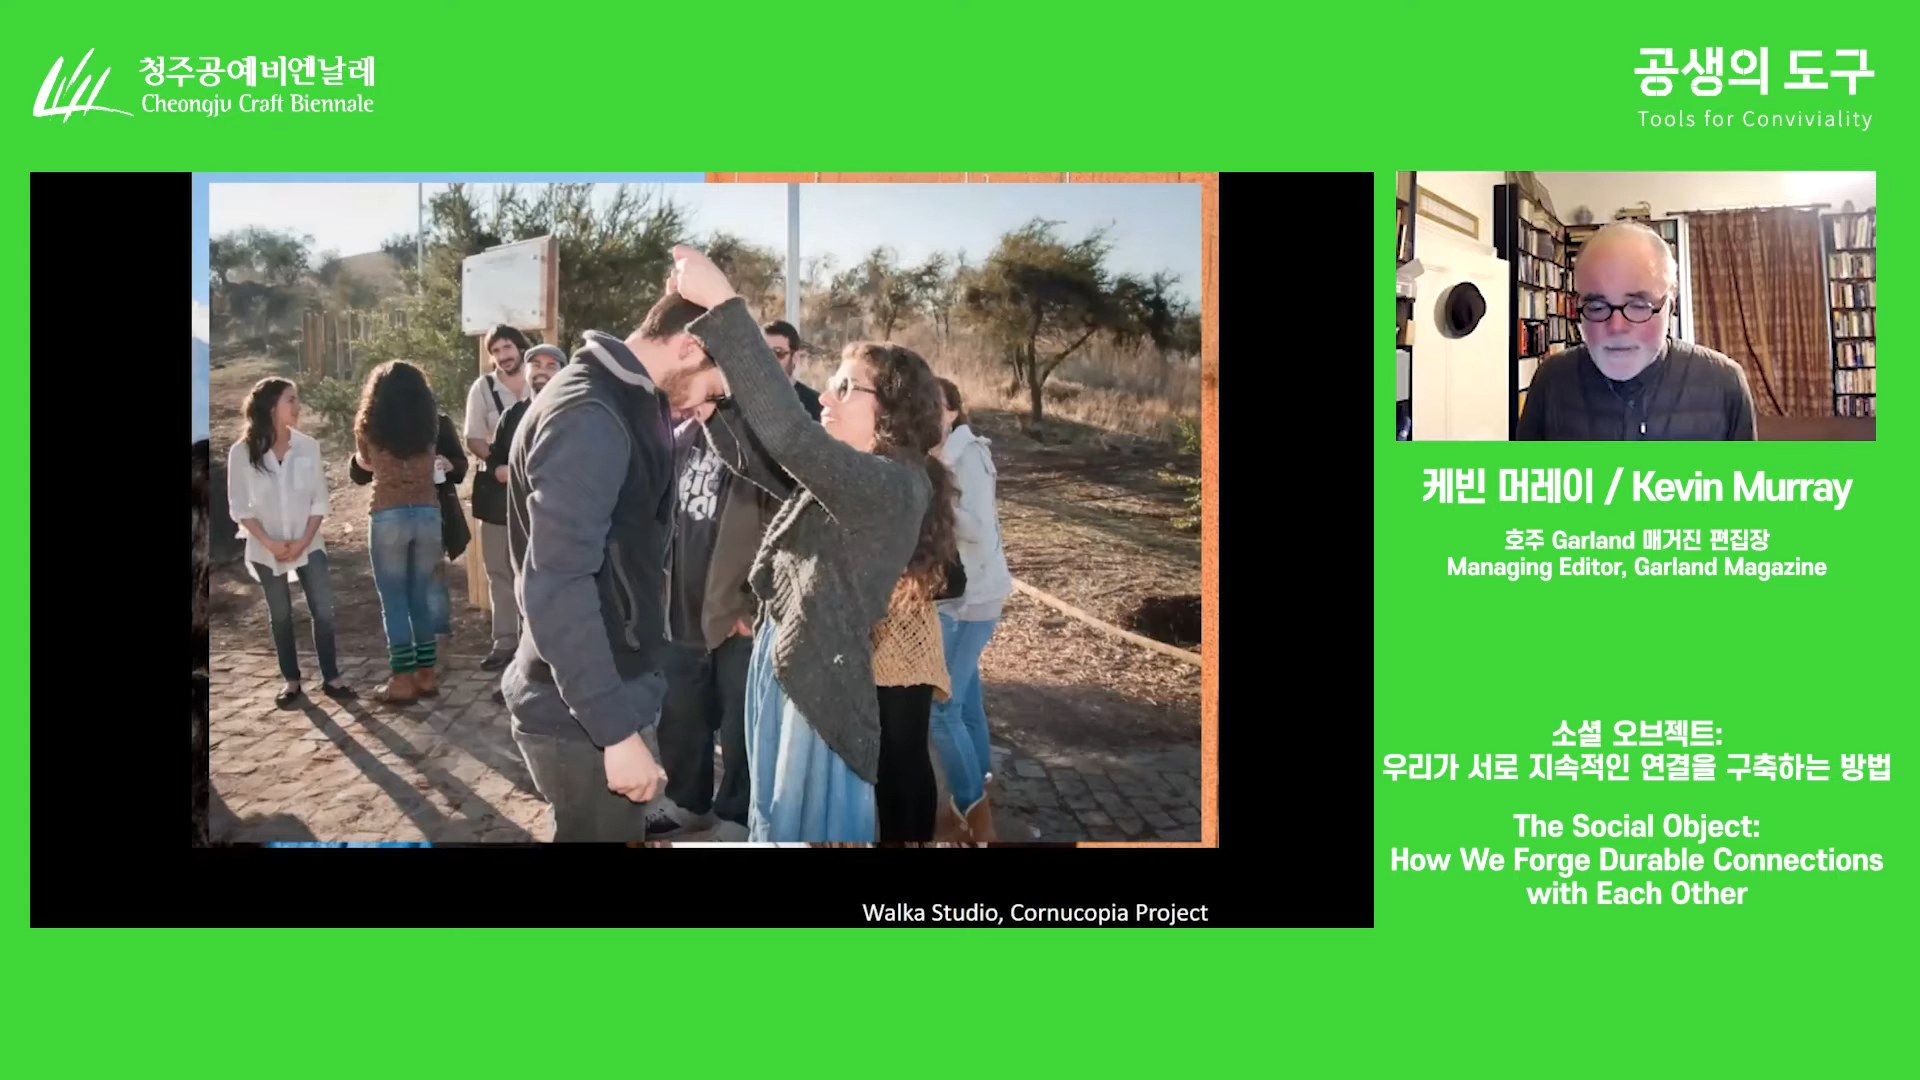 청주공예비엔날레
Cheongju Craft Biennale
공생의 도구
Tools for Conviviality
Walka Studio, Cornucopia Project
케빈 머레이 / Kevin Murray
호주 Garland 매거진 편집장
Managing Editor, Garland Magazine
소셜 오브젝트:
우리가 서로 지속적인 연결을 구축하는 방법
The Social Object:
How We Forge Durable Connections
with Each Other